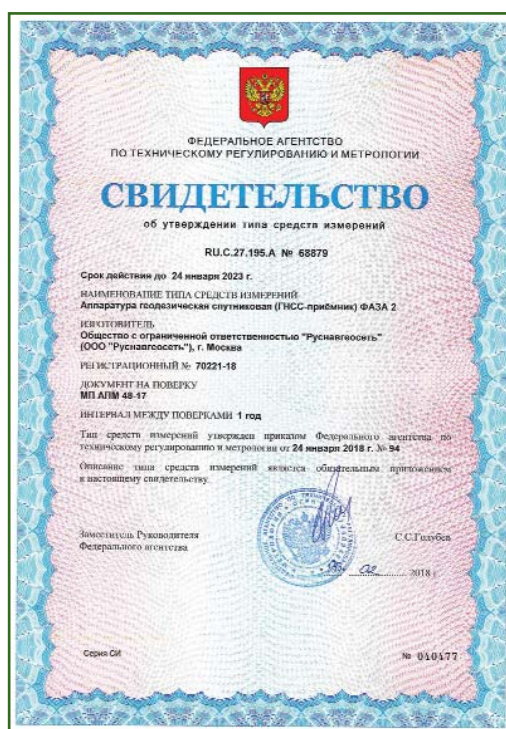 ФЕДЕРАЛЬНОЕ АГЕНТСТВО
ПО ТЕХНИЧЕСКОМУ РЕГУЛИРОВАНИЮ И МЕТРОЛОГИИ
СВИДЕТЕЛЬСТВО
об утверждении типа средств измерений
RU.C.27.195.A № 68879
Срок действия до 24 января 2023 г.
НАИМЕНОВАНИЕ ТИПА СРЕДСТВ ИЗМЕРЕНИЙ
Аппаратура геодезическая спутниковая (ГНСС-приёмник) ФАЗА 2
ИЗГОТОВИТЕЛЬ
Общество с ограниченной ответственностью "Руснавгеосеть"
(ООО "Руснавгеосеть"), г. Москва
РЕГИСТРАЦИОННЫЙ № 70221-18
ДОКУМЕНТ НА ПОВЕРКУ
МП АПМ 48-17
ИНТЕРВАЛ МЕЖДУ ПОВЕРКАМИ 1 год
Тип средств измерений утвержден приказом Федерального агентства по
техническому регулированию и метрологии от 24 января 2018 г. № 94
Описание типа средств измерений является обязательным приложением
к настоящему свидетельству.
Заместитель Руководителя
Федерального агентства
С.С.Голубев
02 2018 г.
Серия СИ
№ 040477